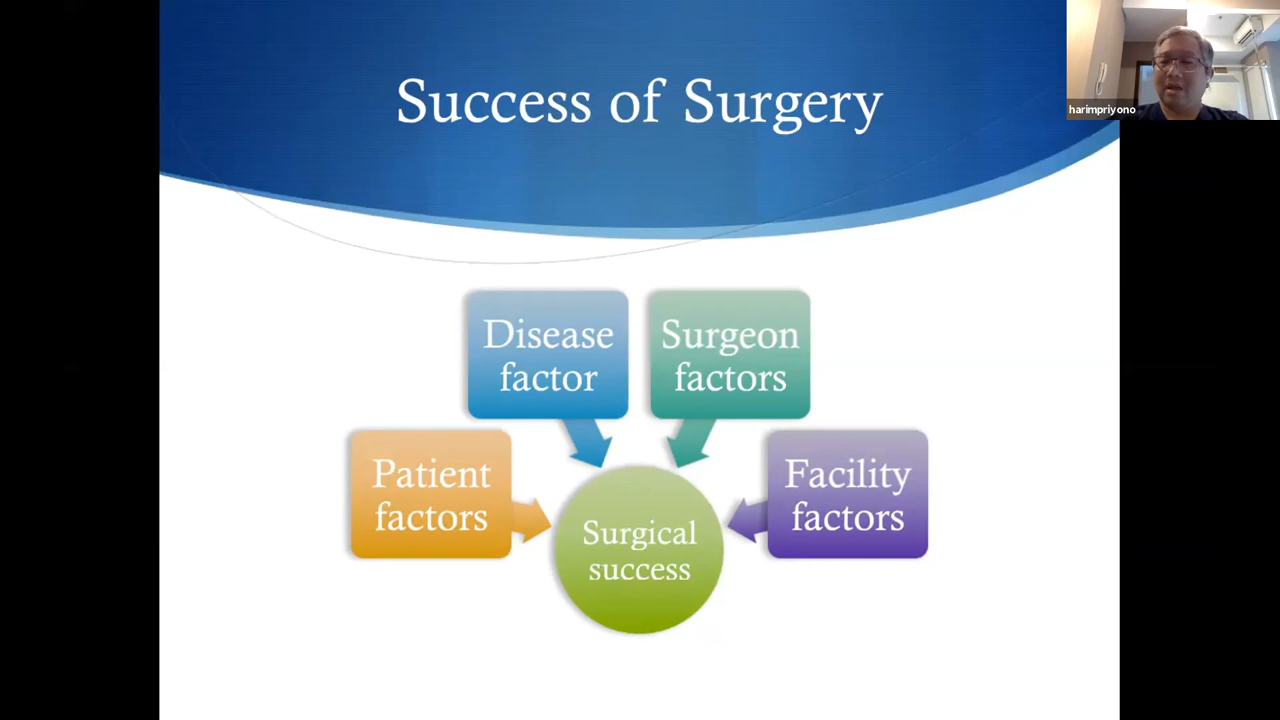 Success of Surgery
harimpriyono
Disease
factor
Surgeon
factors
Patient
factors
Facility
factors
Surgical
success